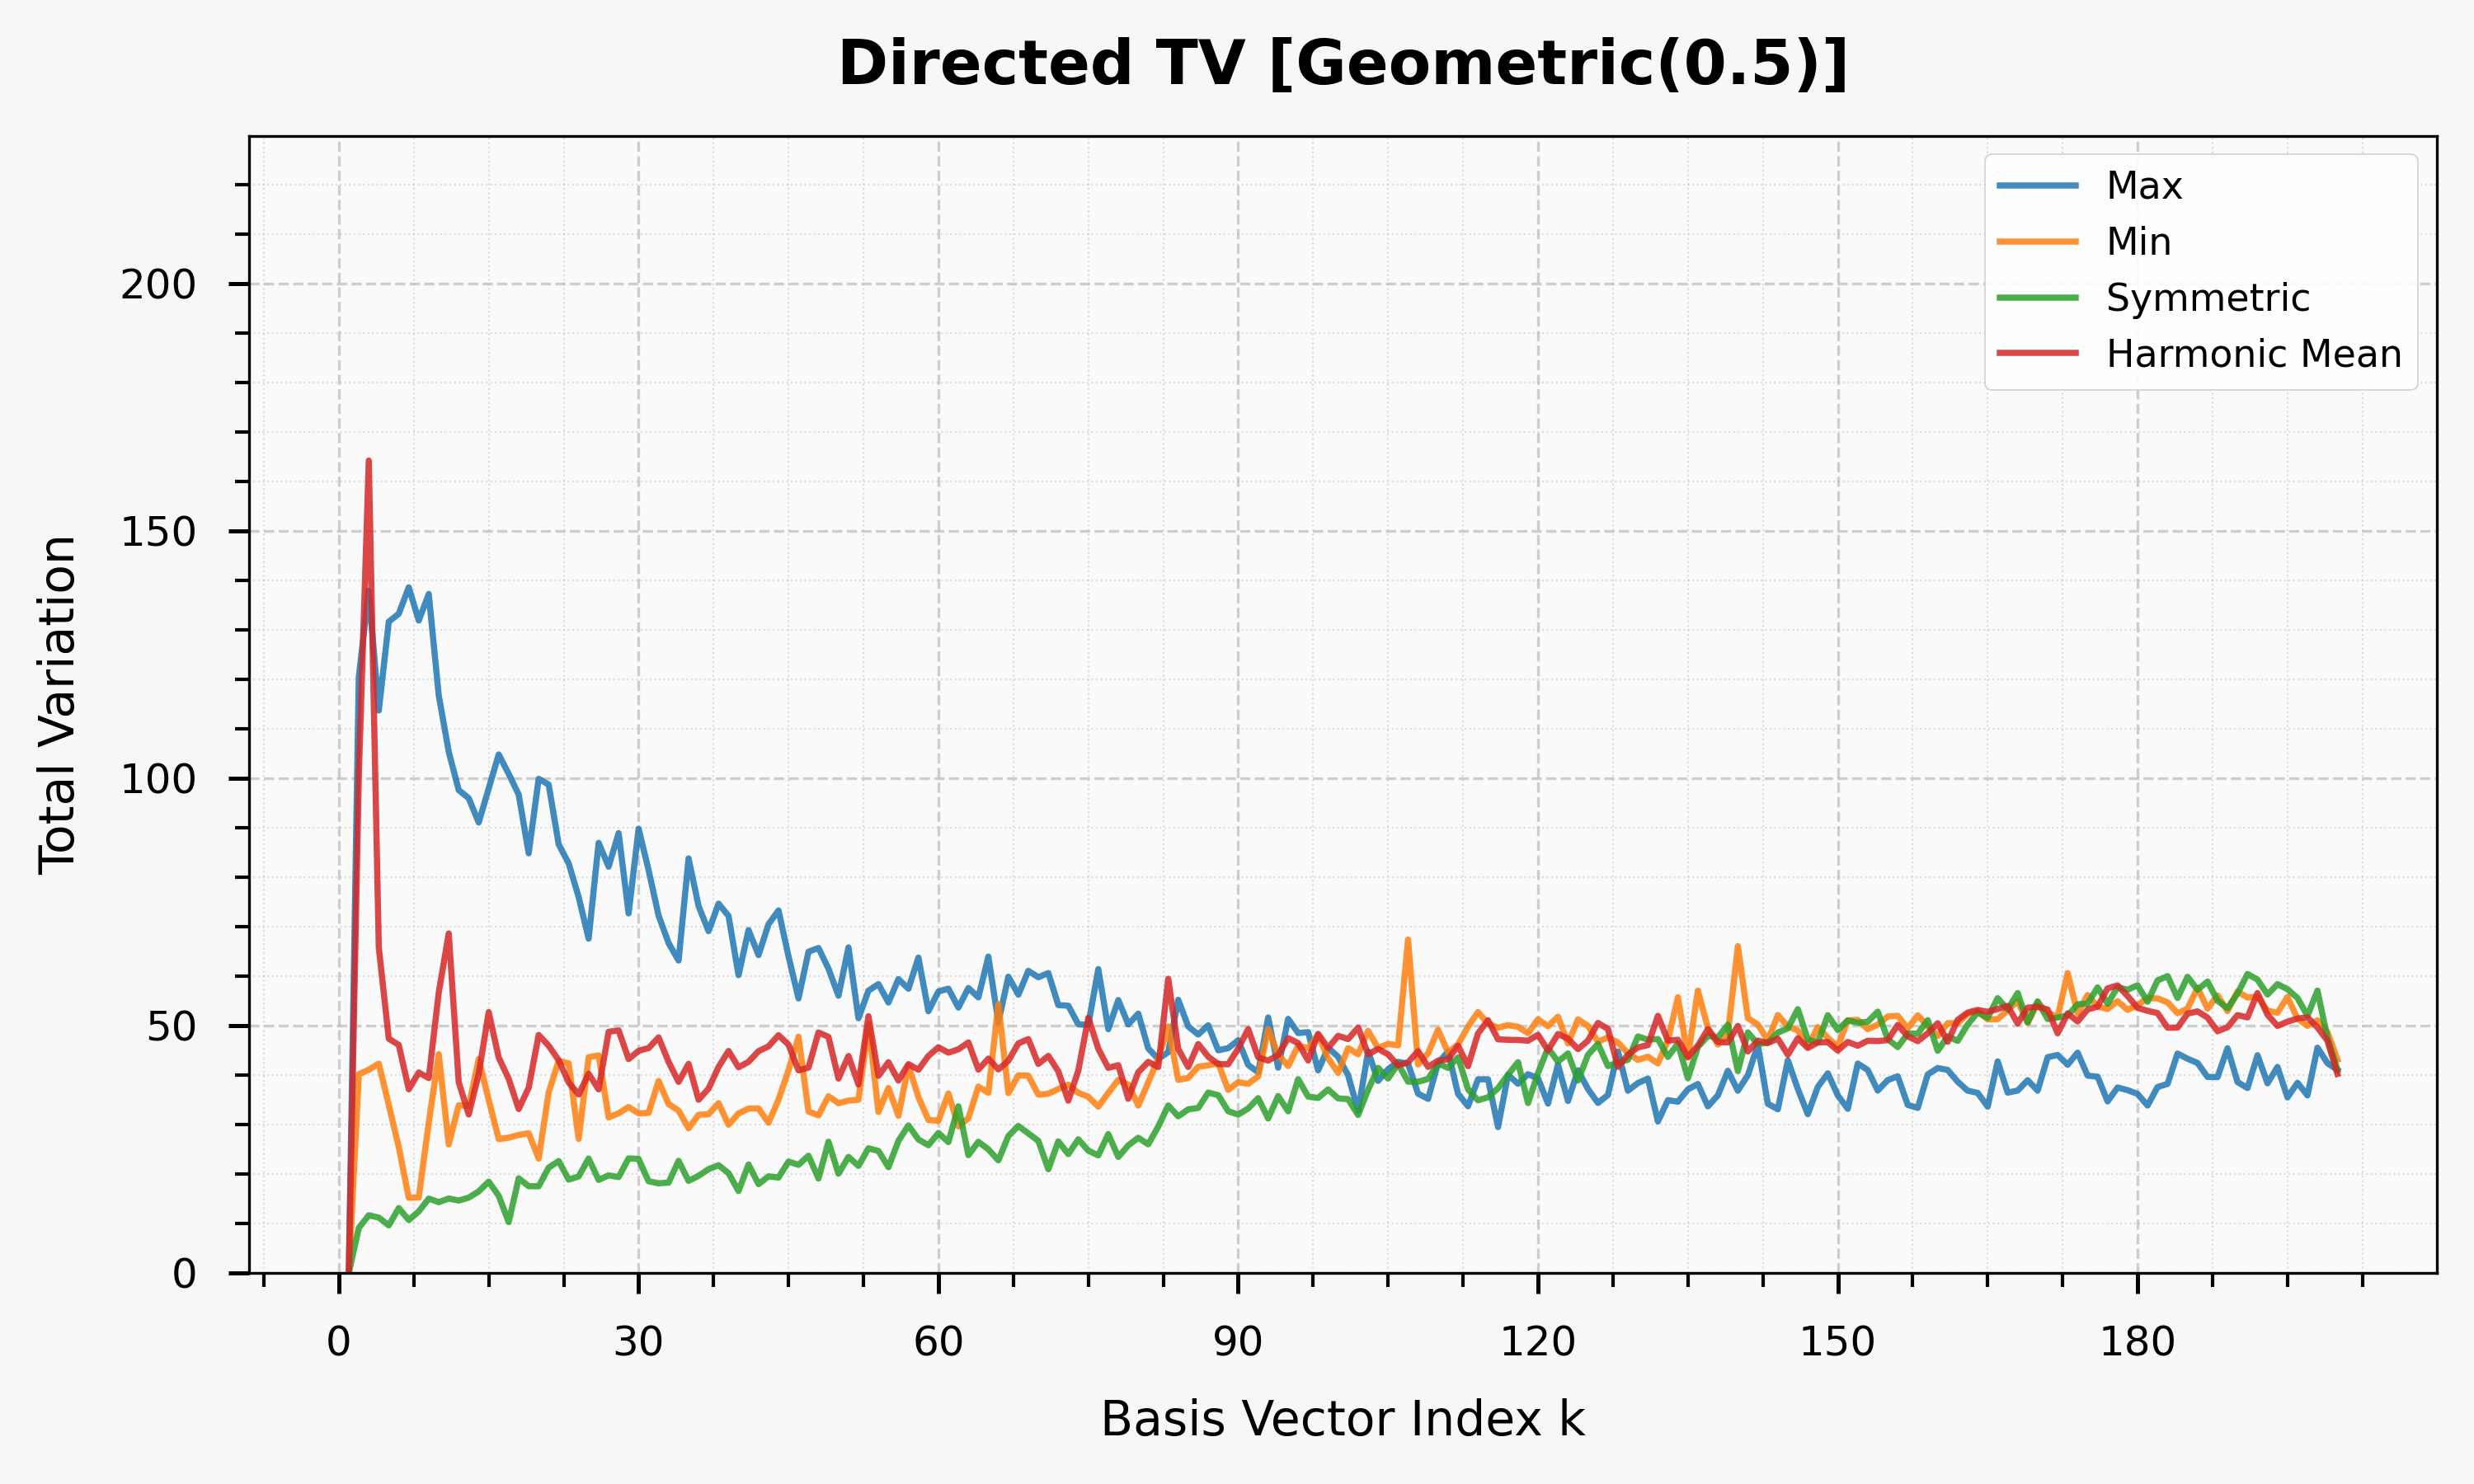 Directed TV [Geometric(0.5)]
Total Variation
200
150
100
50
0
Max
Min
Symmetric
Harmonic Mean
0 30 60 90 120 150 180
Basis Vector Index k